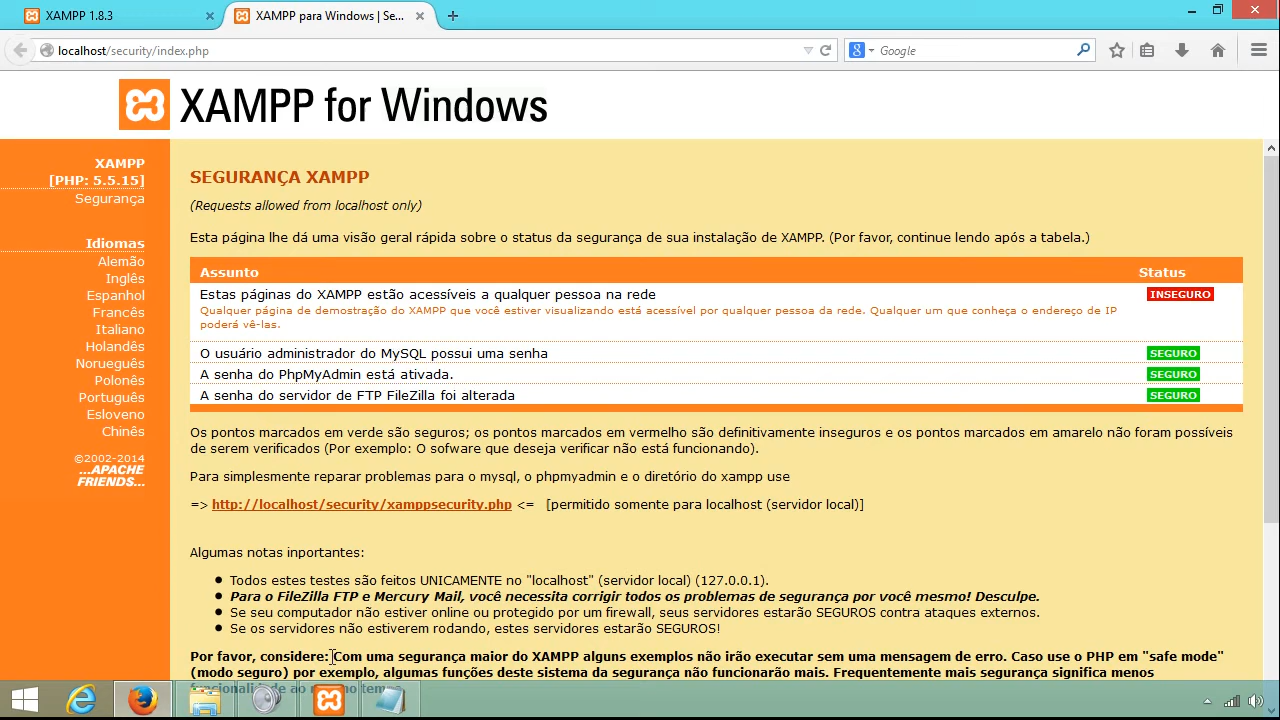 XAMPP 1.8.3
XAMPP para Windows | Se...
localhost/security/index.php
Google
XAMPP for Windows
XAMPP
[PHP: 5.5.15]
Segurança
Idiomas
Alemão
Inglês
Espanhol
Francês
Italiano
Holandês
Norueguês
Polonês
Português
Esloveno
Chinês
©2002-2014
...APACHE
FRIENDS...
SEGURANÇA XAMPP
(Requests allowed from localhost only)
Esta página lhe dá uma visão geral rápida sobre o status da segurança de sua instalação de XAMPP. (Por favor, continue lendo após a tabela.)
Assunto Status
Estas páginas do XAMPP estão acessíveis a qualquer pessoa na rede INSEGURO
Qualquer página de demostração do XAMPP que você estiver visualizando está acessível por qualquer pessoa da rede. Qualquer um que conheça o endereço de IP
poderá vê-las.
O usuário administrador do MySQL possui uma senha SEGURO
A senha do PhpMyAdmin está ativada. SEGURO
A senha do servidor de FTP FileZilla foi alterada SEGURO
Os pontos marcados em verde são seguros; os pontos marcados em vermelho são definitivamente inseguros e os pontos marcados em amarelo não foram possíveis
de serem verificados (Por exemplo: O sofware que deseja verificar não está funcionando).
Para simplesmente reparar problemas para o mysql, o phpmyadmin e o diretório do xampp use
=> http://localhost/security/xamppsecurity.php <= [permitido somente para localhost (servidor local)]
Algumas notas inportantes:
Todos estes testes são feitos UNICAMENTE no "localhost" (servidor local) (127.0.0.1).
Para o FileZilla FTP e Mercury Mail, você necessita corrigir todos os problemas de segurança por você mesmo! Desculpe.
Se seu computador não estiver online ou protegido por um firewall, seus servidores estarão SEGUROS contra ataques externos.
Se os servidores não estiverem rodando, estes servidores estarão SEGUROS!
Por favor, considere: Com uma segurança maior do XAMPP alguns exemplos não irão executar sem uma mensagem de erro. Caso use o PHP em "safe mode"
(modo seguro) por exemplo, algumas funções deste sistema da segurança não funcionarão mais. Frequentemente mais segurança significa menos